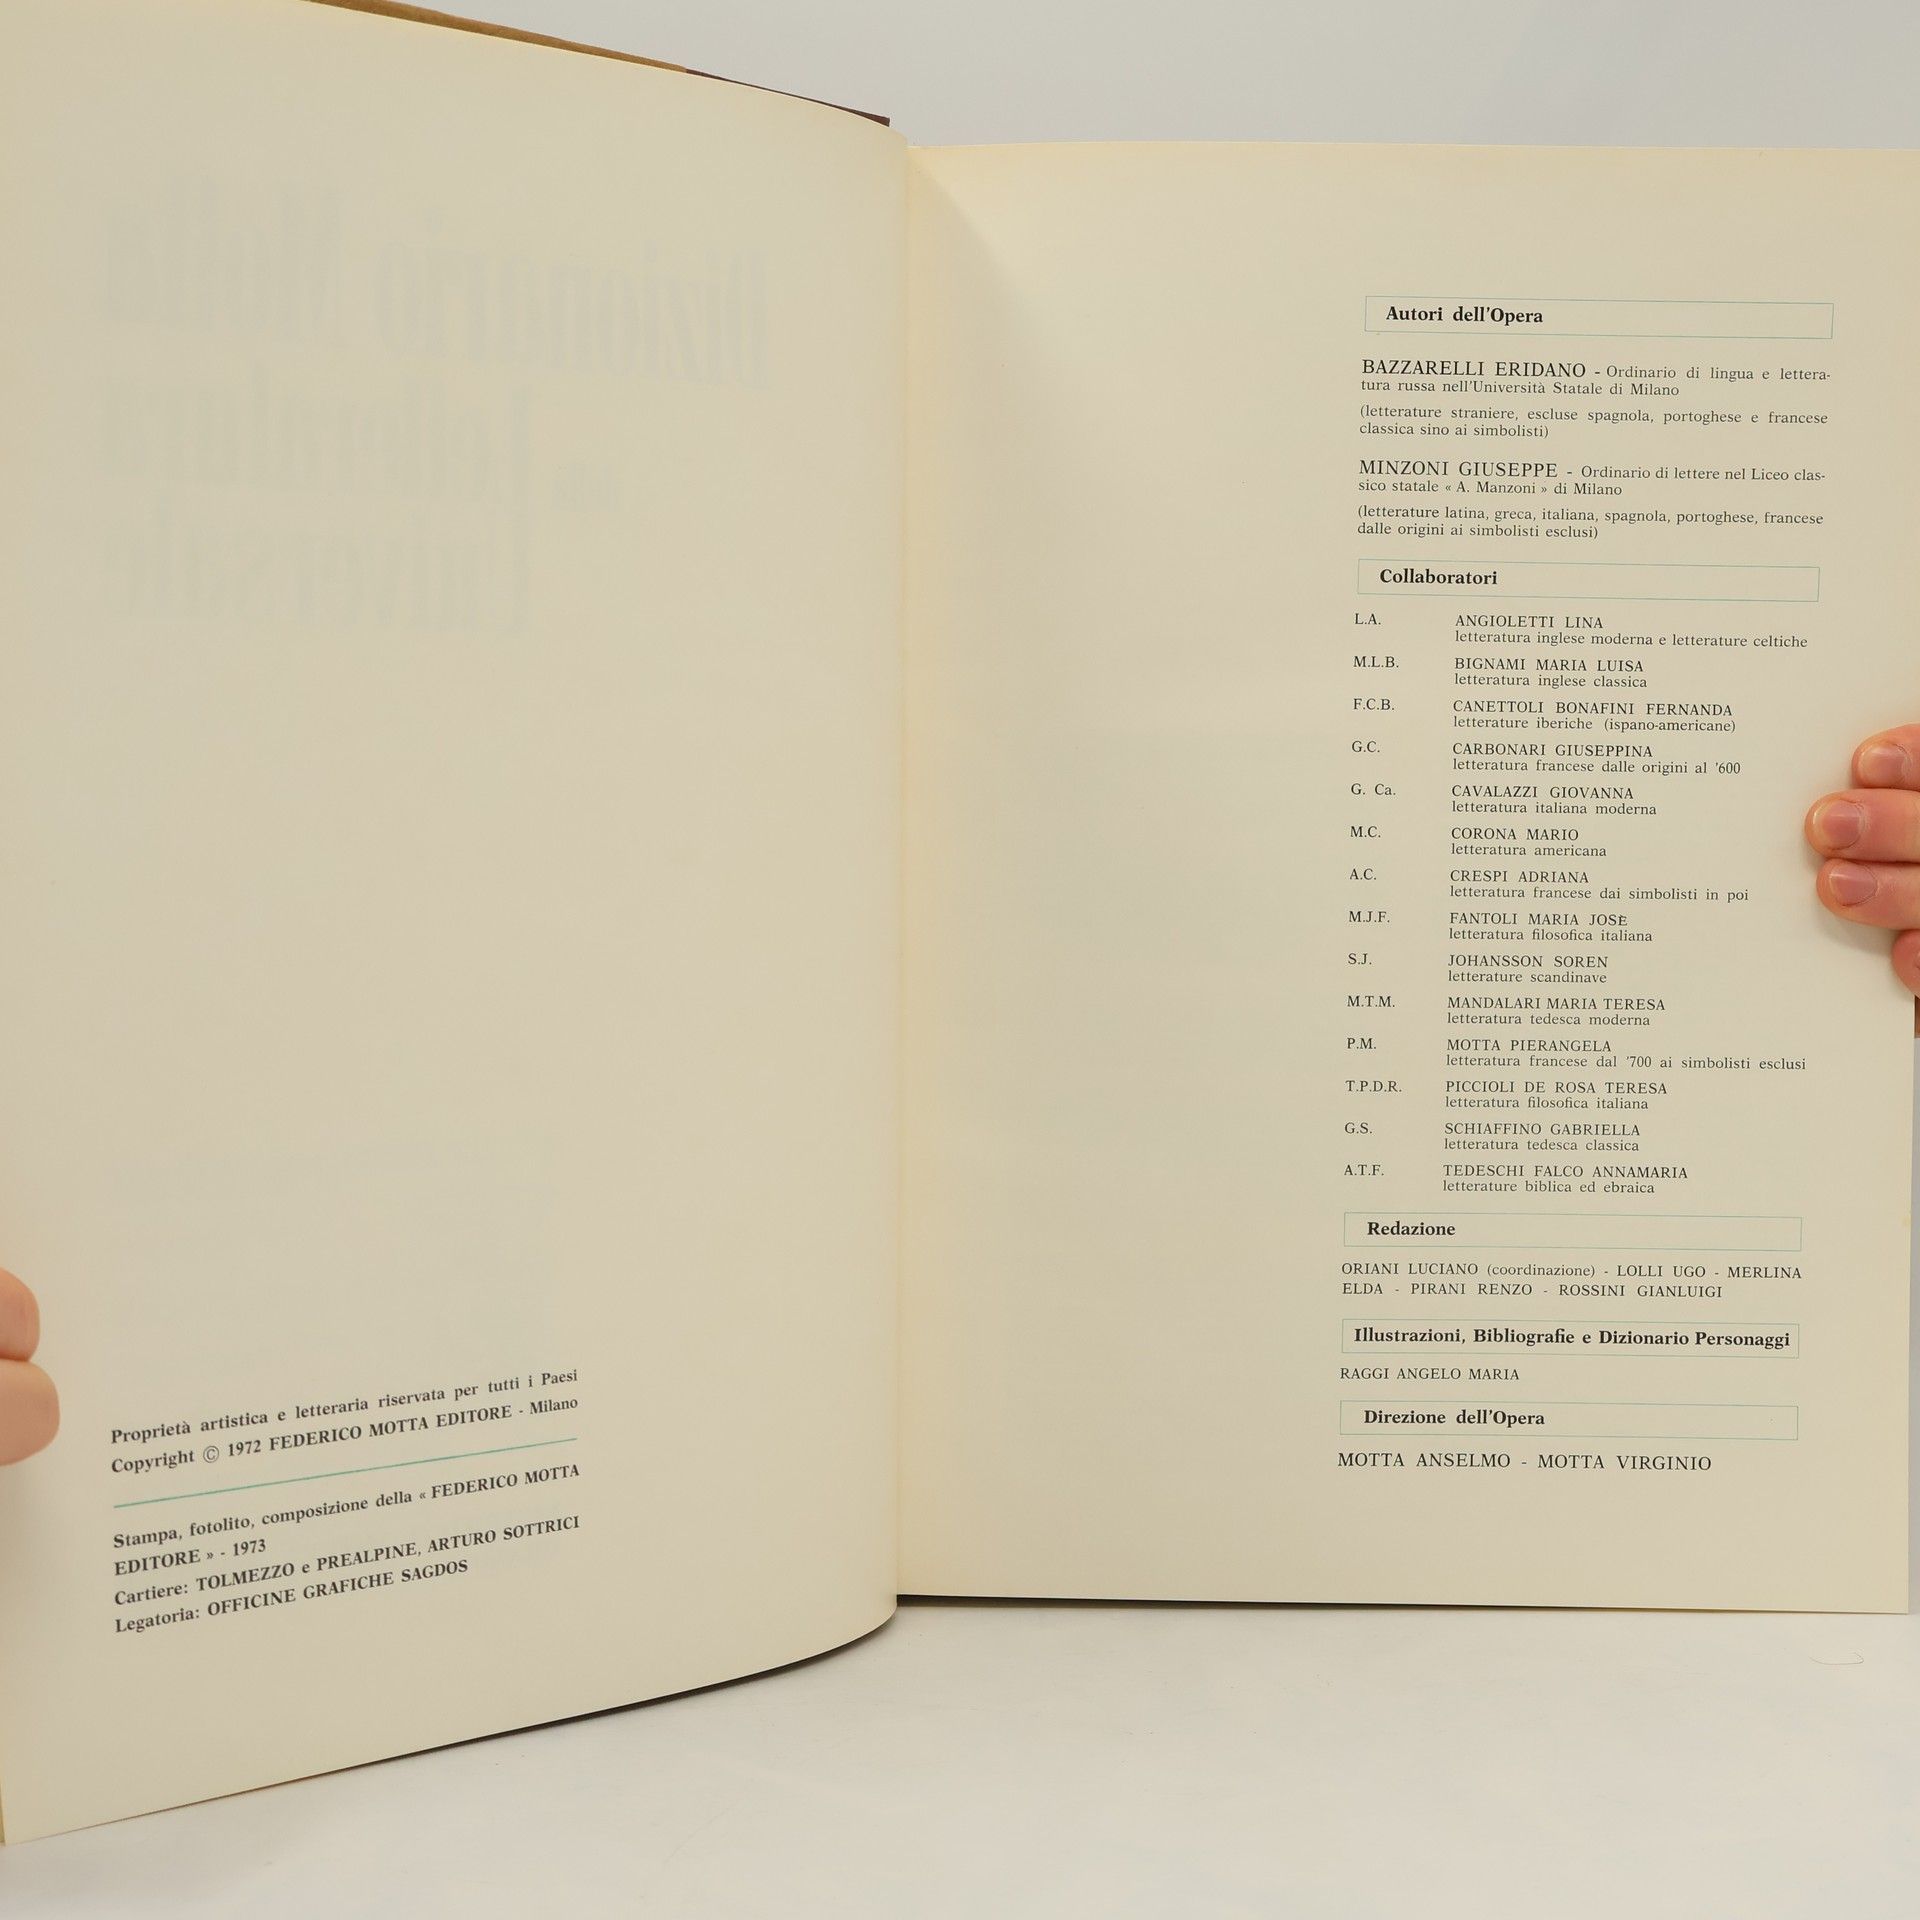 Proprietà artistica e letteraria riservata per tutti i Paesi
Copyright © 1972 FEDERICO MOTTA EDITORE - Milano
Stampa, fotolito, composizione della « FEDERICO MOTTA
EDITORE » - 1973
Cartiere: TOLMEZZO e PREALPINE, ARTURO SOTTRICI
Legatoria: OFFICINE GRAFICHE SAGDOS
Autori dell'Opera
BAZZARELLI ERIDANO - Ordinario di lingua e lettera-
tura russa nell'Università Statale di Milano
(letterature straniere, escluse spagnola, portoghese e francese
classica sino ai simbolisti)
MINZONI GIUSEPPE - Ordinario di lettere nel Liceo clas-
sico statale « A. Manzoni » di Milano
(letterature latina, greca, italiana, spagnola, portoghese, francese
dalle origini ai simbolisti esclusi)
Collaboratori
L.A. ANGIOLETTI LINA
letteratura inglese moderna e letterature celtiche
M.L.B. BIGNAMI MARIA LUISA
letteratura inglese classica
F.C.B. CANETTOLI BONAFINI FERNANDA
letterature iberiche (ispano-americane)
G.C. CARBONARI GIUSEPPINA
letteratura francese dalle origini al '600
G. Ca. CAVALAZZI GIOVANNA
letteratura italiana moderna
M.C. CORONA MARIO
letteratura americana
A.C. CRESPI ADRIANA
letteratura francese dai simbolisti in poi
M.J.F. FANTOLI MARIA JOSÈ
letteratura filosofica italiana
S.J. JOHANSSON SOREN
letterature scandinave
M.T.M. MANDALARI MARIA TERESA
letteratura tedesca moderna
P.M. MOTTA PIERANGELA
letteratura francese dal '700 ai simbolisti esclusi
T.P.D.R. PICCIOLI DE ROSA TERESA
letteratura filosofica italiana
G.S. SCHIAFFINO GABRIELLA
letteratura tedesca classica
A.T.F. TEDESCHI FALCO ANNAMARIA
letterature biblica ed ebraica
Redazione
ORIANI LUCIANO (coordinazione) - LOLLI UGO - MERLINA
ELDA - PIRANI RENZO - ROSSINI GIANLUIGI
Illustrazioni, Bibliografie e Dizionario Personaggi
RAGGI ANGELO MARIA
Direzione dell'Opera
MOTTA ANSELMO - MOTTA VIRGINIO